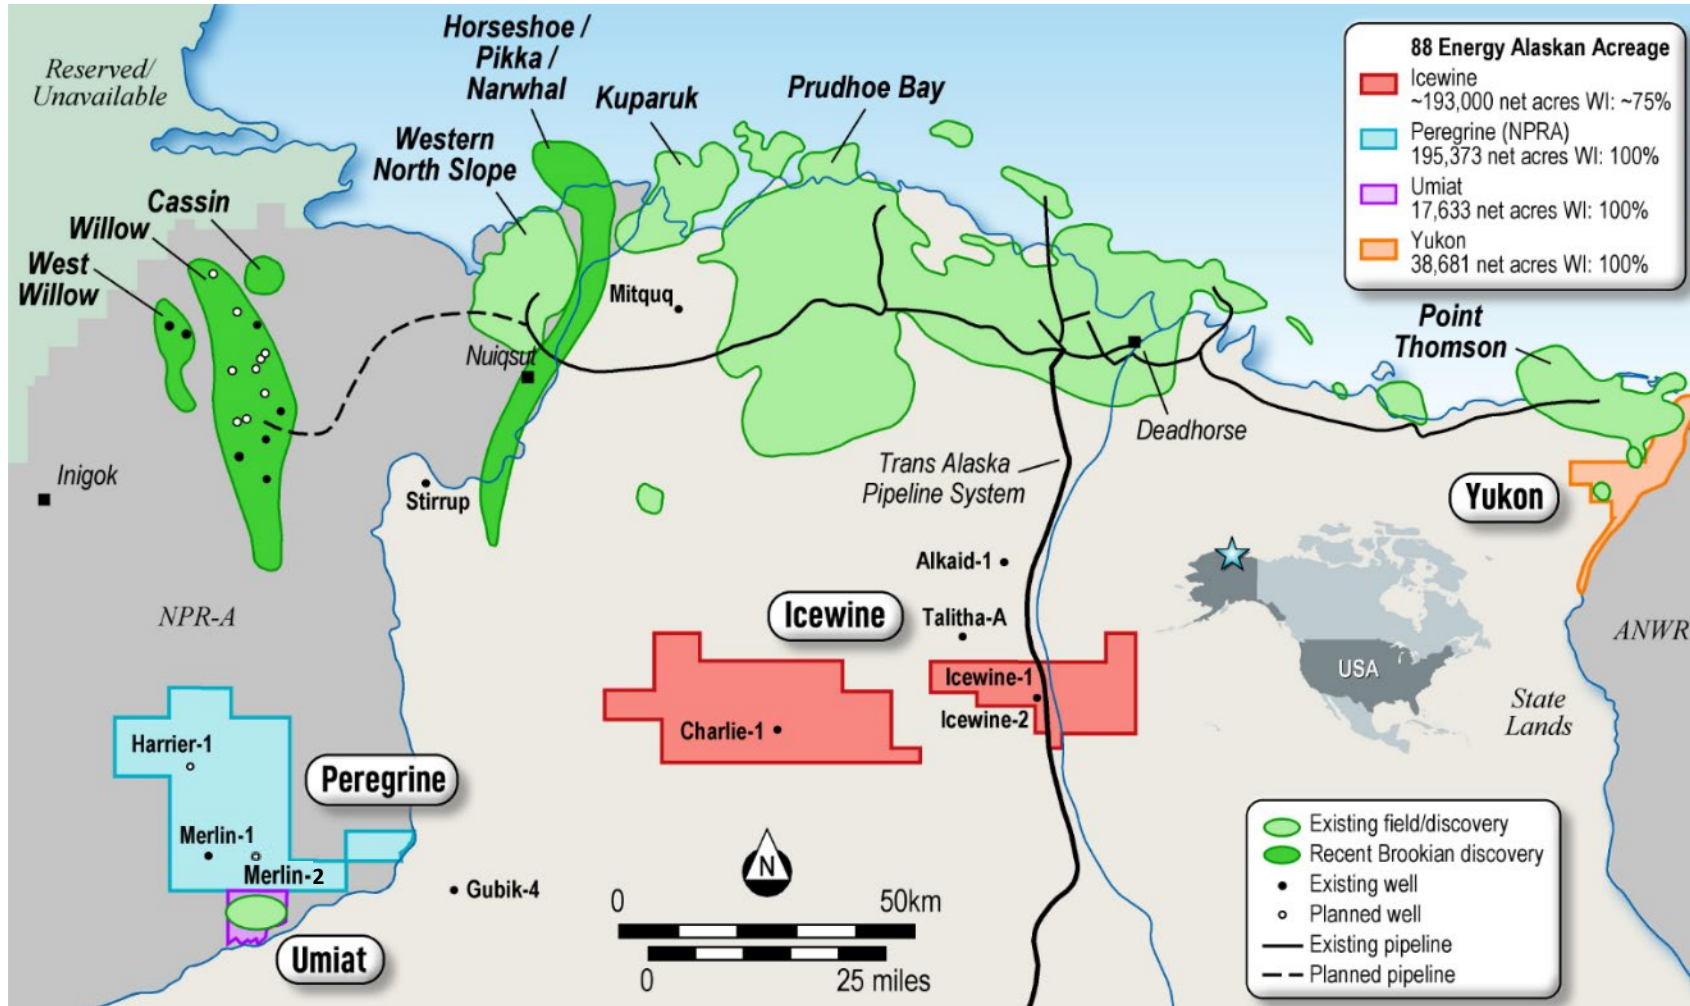 Reserved/
Unavailable
Horseshoe /
Pikka /
Narwhal
Kuparuk
Prudhoe Bay
Western
North Slope
Cassin
Willow
West
Willow
Mitquq
Nuiqsut
Inigok
Stirrup
NPR-A
Deadhorse
Trans Alaska
Pipeline System
Point
Thomson
Yukon
Alkaid-1
Talitha-A
Icewine
Icewine-1
Icewine-2
Charlie-1
USA
ANWR
State
Lands
Harrier-1
Peregrine
Merlin-1
Merlin-2
Gubik-4
Umiat
N
0
50km
0
25 miles
88 Energy Alaskan Acreage
Icewine
~193,000 net acres WI: ~75%
Peregrine (NPRA)
195,373 net acres WI: 100%
Umiat
17,633 net acres WI: 100%
Yukon
38,681 net acres WI: 100%
Existing field/discovery
Recent Brookian discovery
Existing well
Planned well
Existing pipeline
Planned pipeline